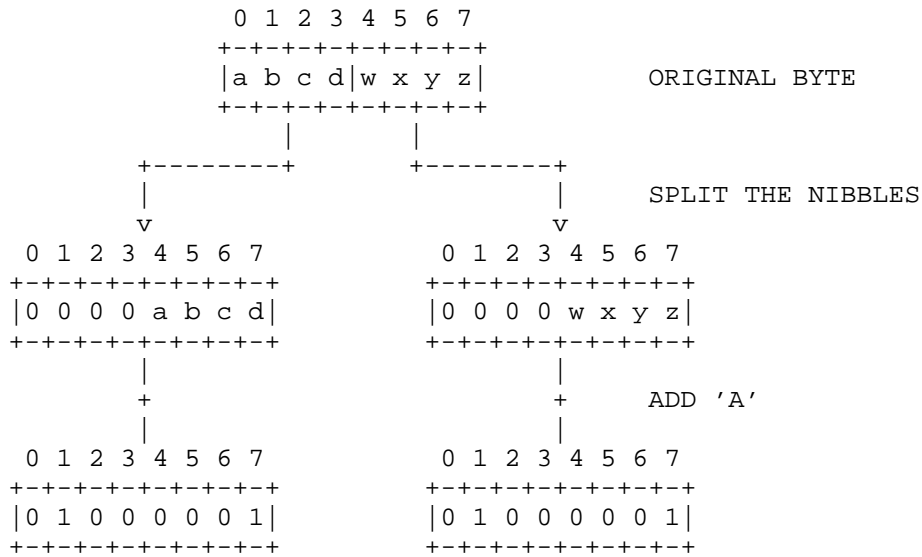 0 1 2 3 4 5 6 7
               +-+-+-+-+-+-+-+-+
               |a b c d|w x y z|          ORIGINAL BYTE
               +-+-+-+-+-+-+-+-+
                   |       |
          +--------+       +--------+
          |                         |     SPLIT THE NIBBLES
          v                         v
   0 1 2 3 4 5 6 7           0 1 2 3 4 5 6 7
  +-+-+-+-+-+-+-+-+         +-+-+-+-+-+-+-+-+
  |0 0 0 0 a b c d|         |0 0 0 0 w x y z|
  +-+-+-+-+-+-+-+-+         +-+-+-+-+-+-+-+-+
          |                         |
          +                         +     ADD ’A’
          |                         |
   0 1 2 3 4 5 6 7           0 1 2 3 4 5 6 7
  +-+-+-+-+-+-+-+-+         +-+-+-+-+-+-+-+-+
  |0 1 0 0 0 0 0 1|         |0 1 0 0 0 0 0 1|
  +-+-+-+-+-+-+-+-+         +-+-+-+-+-+-+-+-+